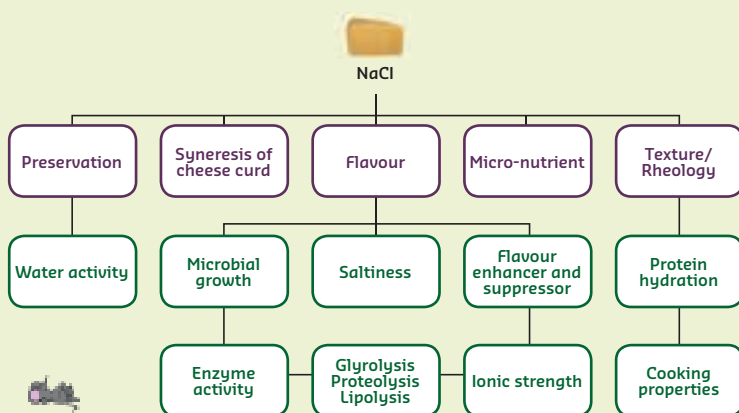 NaCl
Preservation
Syneresis of
cheese curd
Flavour
Micro-nutrient
Texture/
Rheology
Water activity
Microbial
growth
Saltiness
Flavour
enhancer and
suppressor
Protein
hydration
Enzyme
activity
Glyrolysis
Proteolysis
Lipolysis
Ionic strength
Cooking
properties